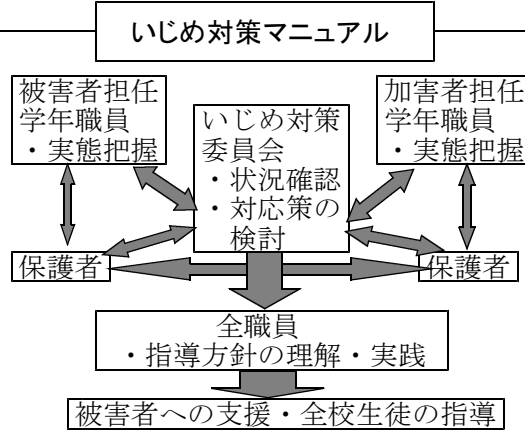 いじめ対策マニュアル
被害者担任
学年職員
・実態把握
加害者担任
学年職員
・実態把握
いじめ対策
委員会
・状況確認
・対応策の
検討
保護者
保護者
全職員
・指導方針の理解・実践
被害者への支援・全校生徒の指導